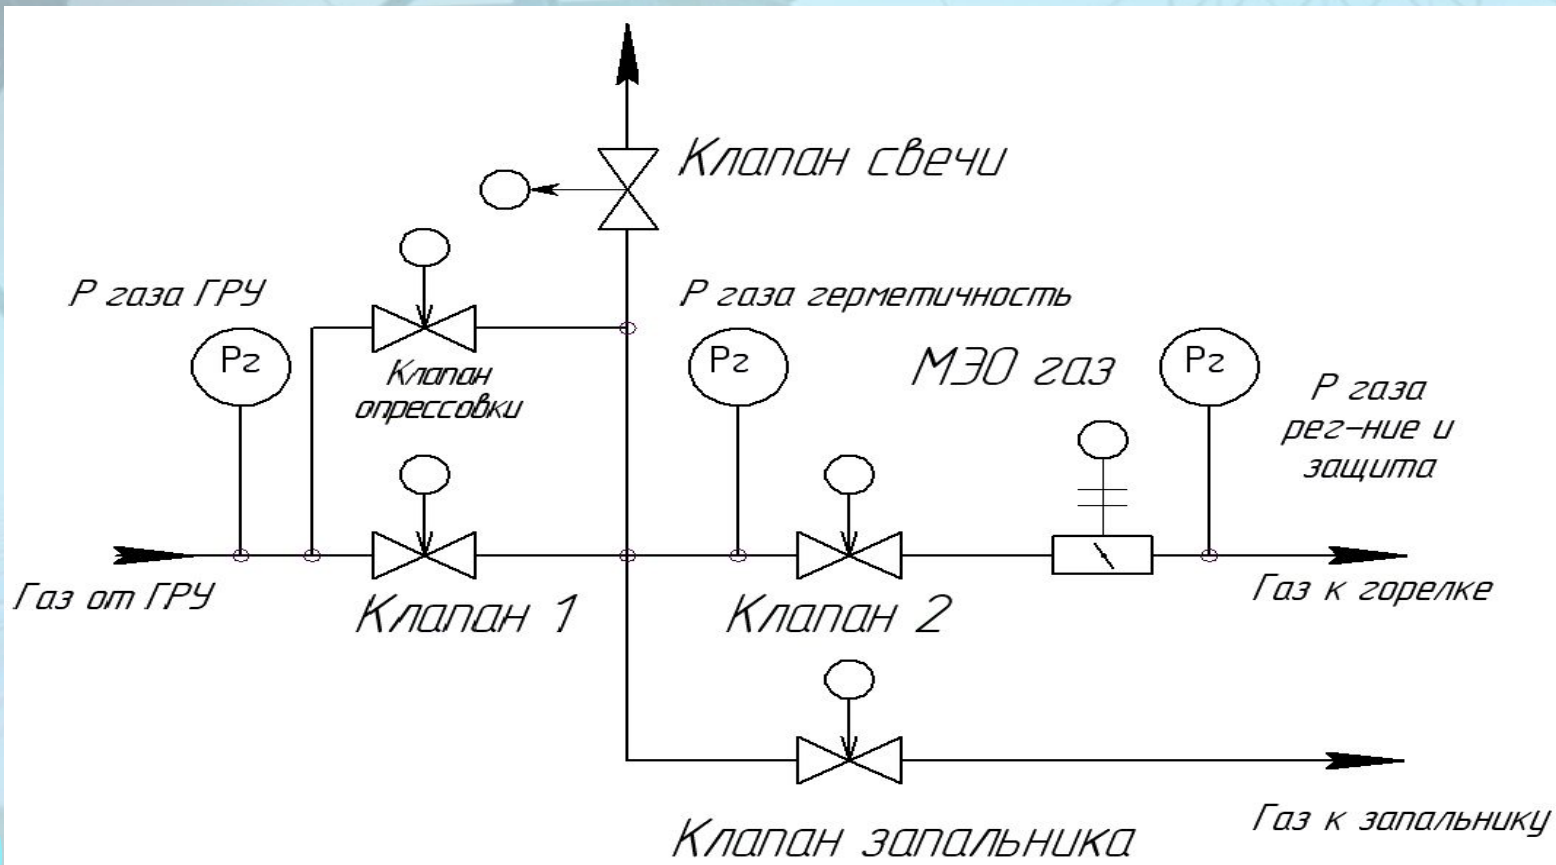 Клапан свечи
Р газа ГРУ
Р газа герметичность
Рг
Клапан
опрессовки
Рг
МЭО газ
Рг
Р газа
рег-ние и
защита
Газ от ГРУ
Клапан 1
Клапан 2
Газ к горелке
Клапан запальника
Газ к запальнику